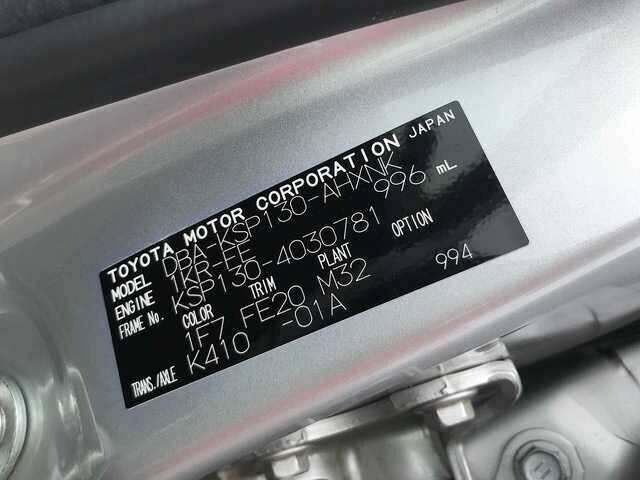 TOYOTA MOTOR CORPORATION JAPAN
MODEL DBA-KSP130-AHXNK
ENGINE 1KR-FE 996 mL
FRAME No. KSP130-4030781
COLOR TRIM PLANT OPTION
1F7 FE20 M32 994
TRANS./AXLE K410 -01A